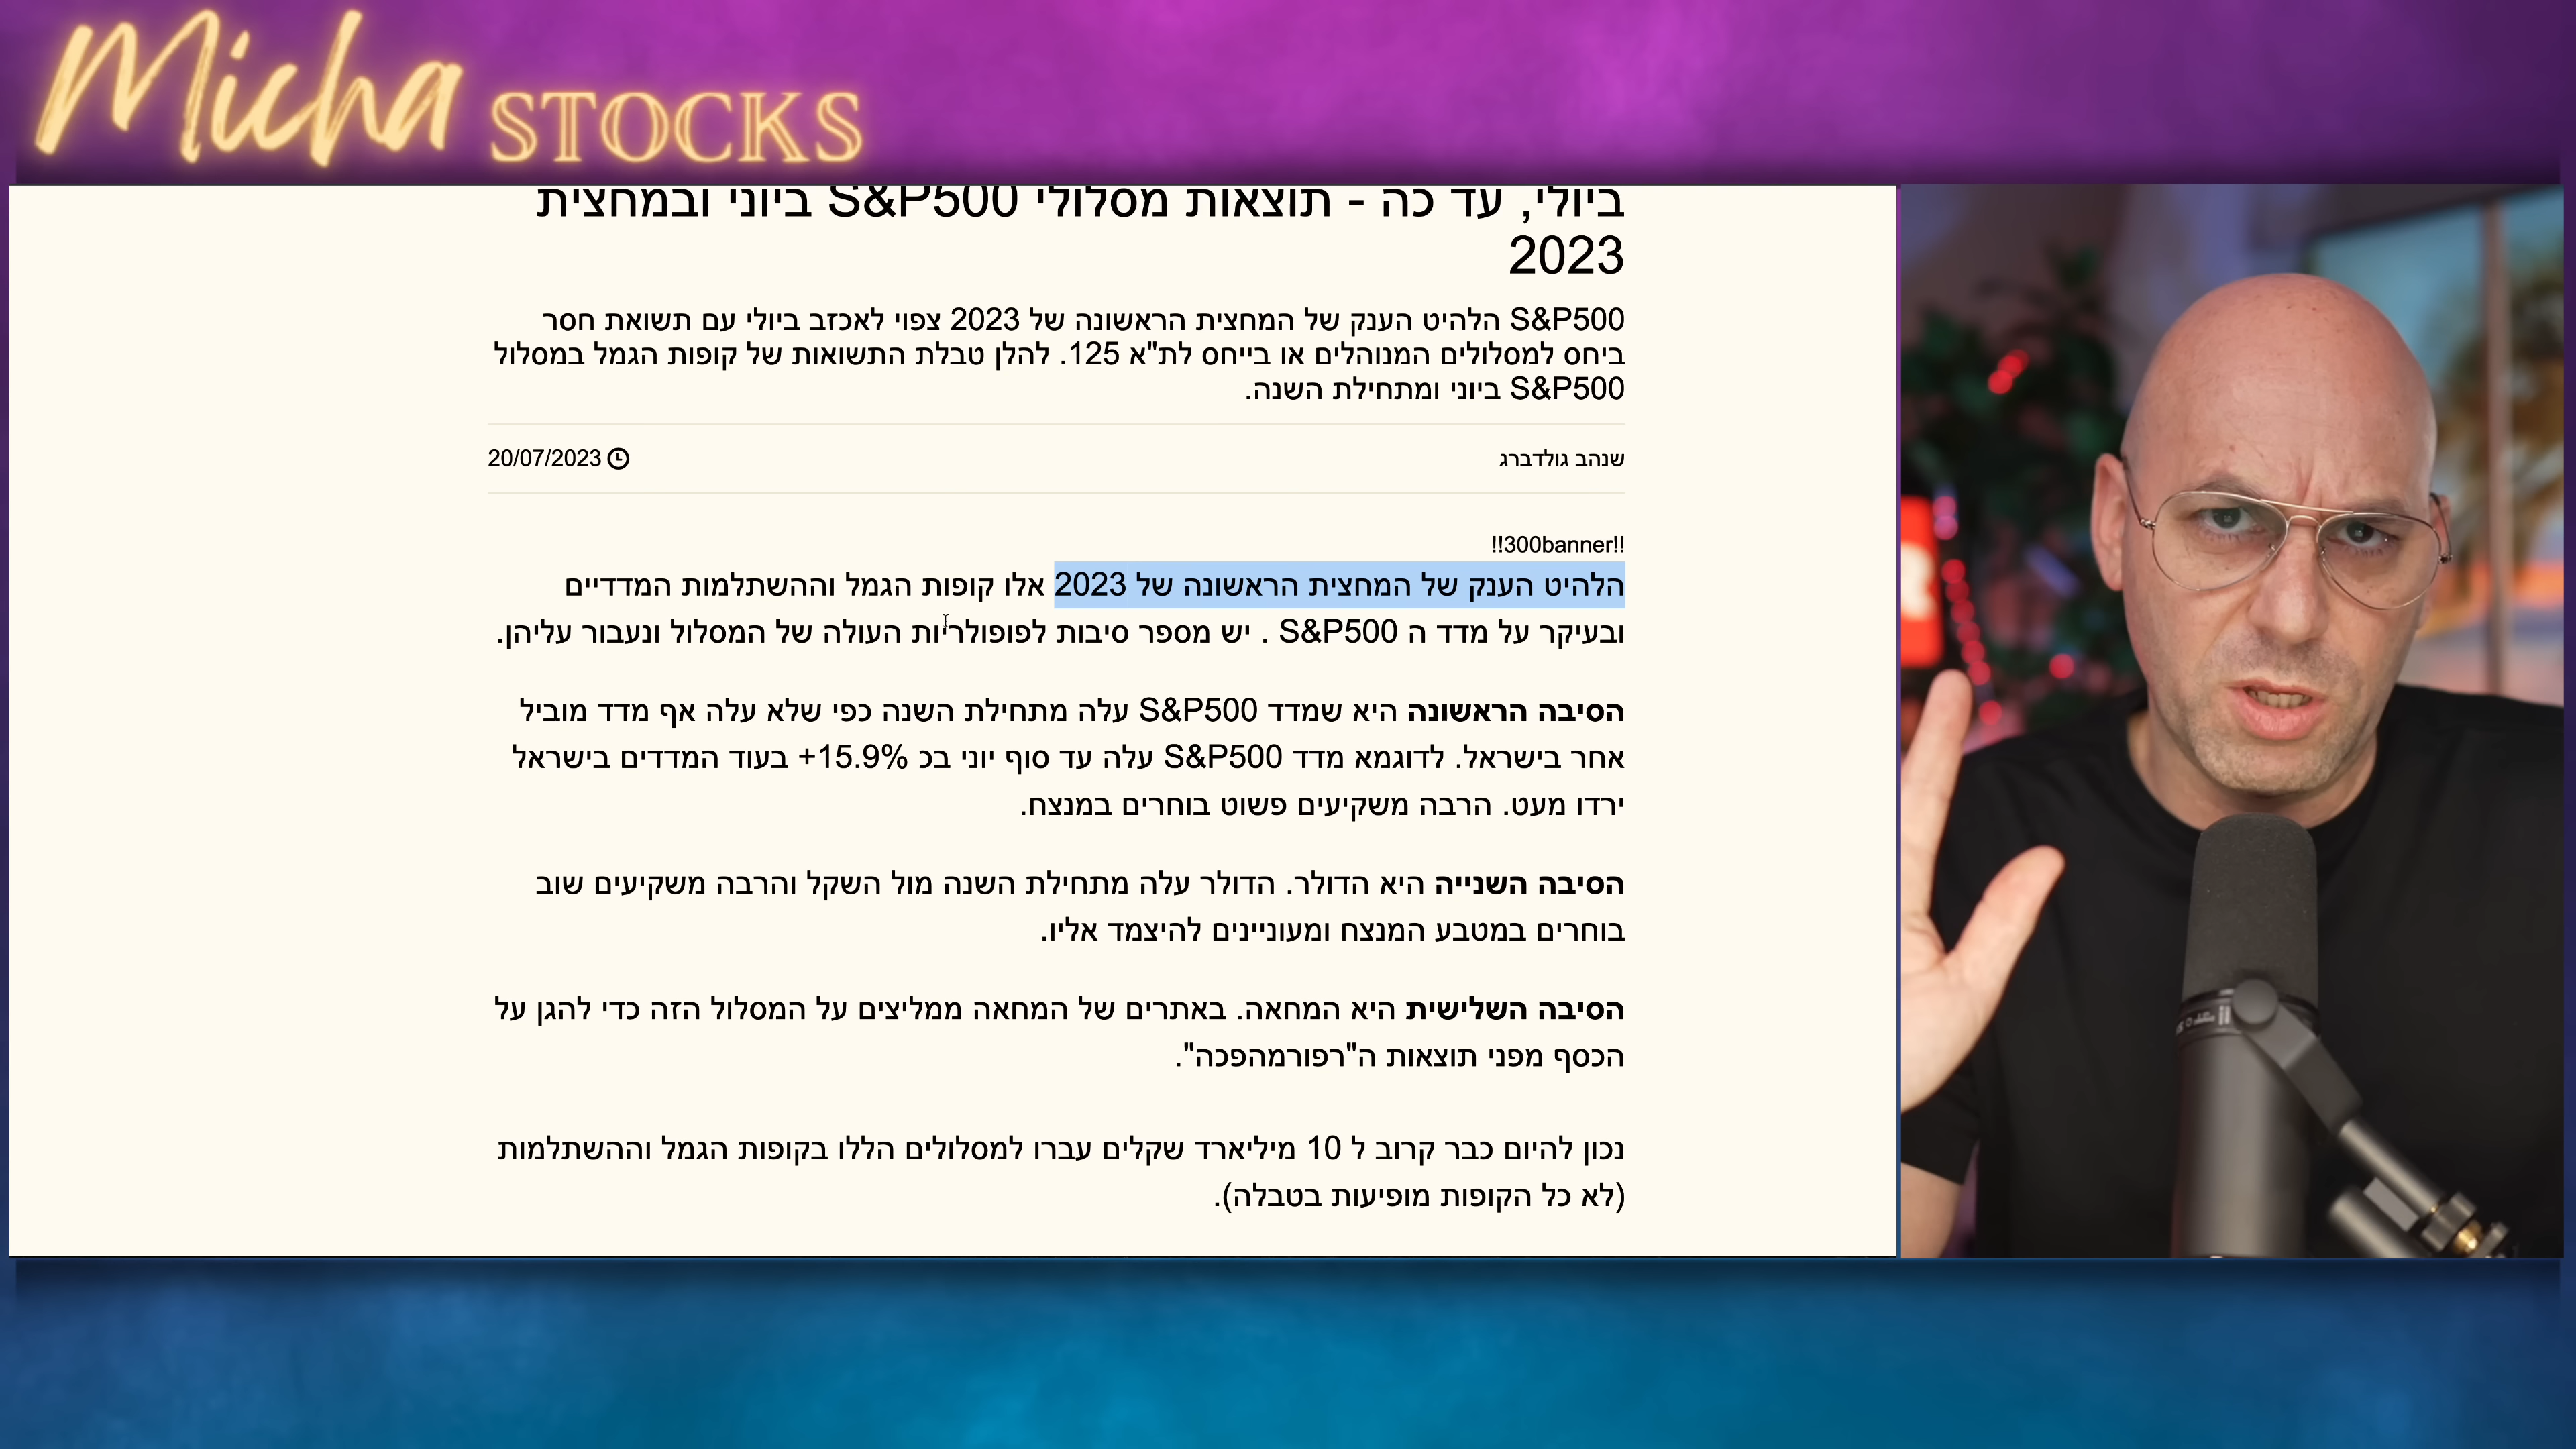 Micha STOCKS
ביולי, עד כה - תוצאות מסלולי S&P500 ביוני ובמחצית
2023
S&P500 הלהיט הענק של המחצית הראשונה של 2023 צפוי לאכזב ביולי עם תשואת חסר
ביחס למסלולים המנוהלים או בייחס לת"א 125. להלן טבלת התשואות של קופות הגמל במסלול
S&P500 ביוני ומתחילת השנה.
שנהב גולדברג
20/07/2023
!!300banner!!
הלהיט הענק של המחצית הראשונה של 2023 אלו קופות הגמל וההשתלמות המדדיים
ובעיקר על מדד ה S&P500 . יש מספר סיבות לפופולריות העולה של המסלול ונעבור עליהן.
הסיבה הראשונה היא שמדד S&P500 עלה מתחילת השנה כפי שלא עלה אף מדד מוביל
אחר בישראל. לדוגמא מדד S&P500 עלה עד סוף יוני בכ 15.9%+ בעוד המדדים בישראל
ירדו מעט. הרבה משקיעים פשוט בוחרים במנצח.
הסיבה השנייה היא הדולר. הדולר עלה מתחילת השנה מול השקל והרבה משקיעים שוב
בוחרים במטבע המנצח ומעוניינים להיצמד אליו.
הסיבה השלישית היא המחאה. באתרים של המחאה ממליצים על המסלול הזה כדי להגן על
הכסף מפני תוצאות ה"רפורמהפכה".
נכון להיום כבר קרוב ל 10 מיליארד שקלים עברו למסלולים הללו בקופות הגמל וההשתלמות
(לא כל הקופות מופיעות בטבלה).